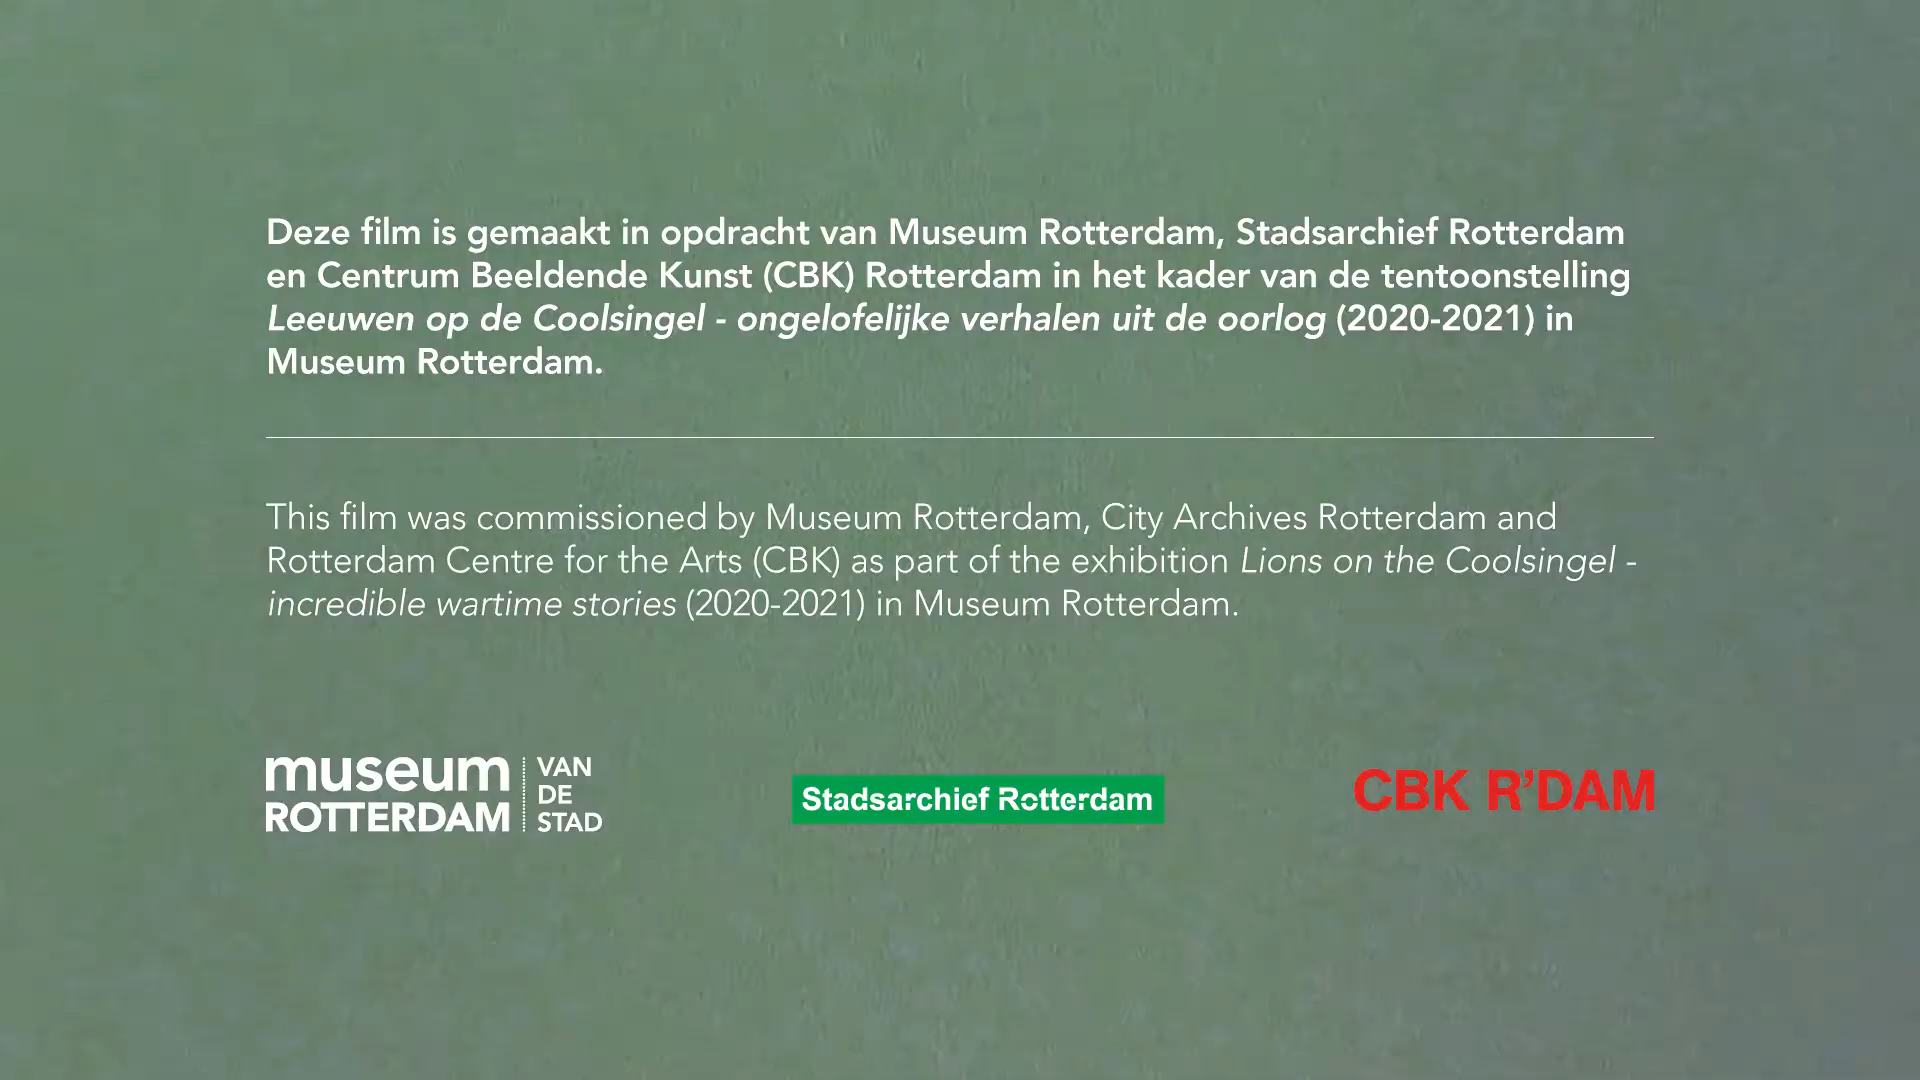 Deze film is gemaakt in opdracht van Museum Rotterdam, Stadsarchief Rotterdam
en Centrum Beeldende Kunst (CBK) Rotterdam in het kader van de tentoonstelling
Leeuwen op de Coolsingel - ongelofelijke verhalen uit de oorlog (2020-2021) in
Museum Rotterdam.
This film was commissioned by Museum Rotterdam, City Archives Rotterdam and
Rotterdam Centre for the Arts (CBK) as part of the exhibition Lions on the Coolsingel -
incredible wartime stories (2020-2021) in Museum Rotterdam.
museum
ROTTERDAM
VAN
DE
STAD
Stadsarchief Rotterdam
CBK R'DAM